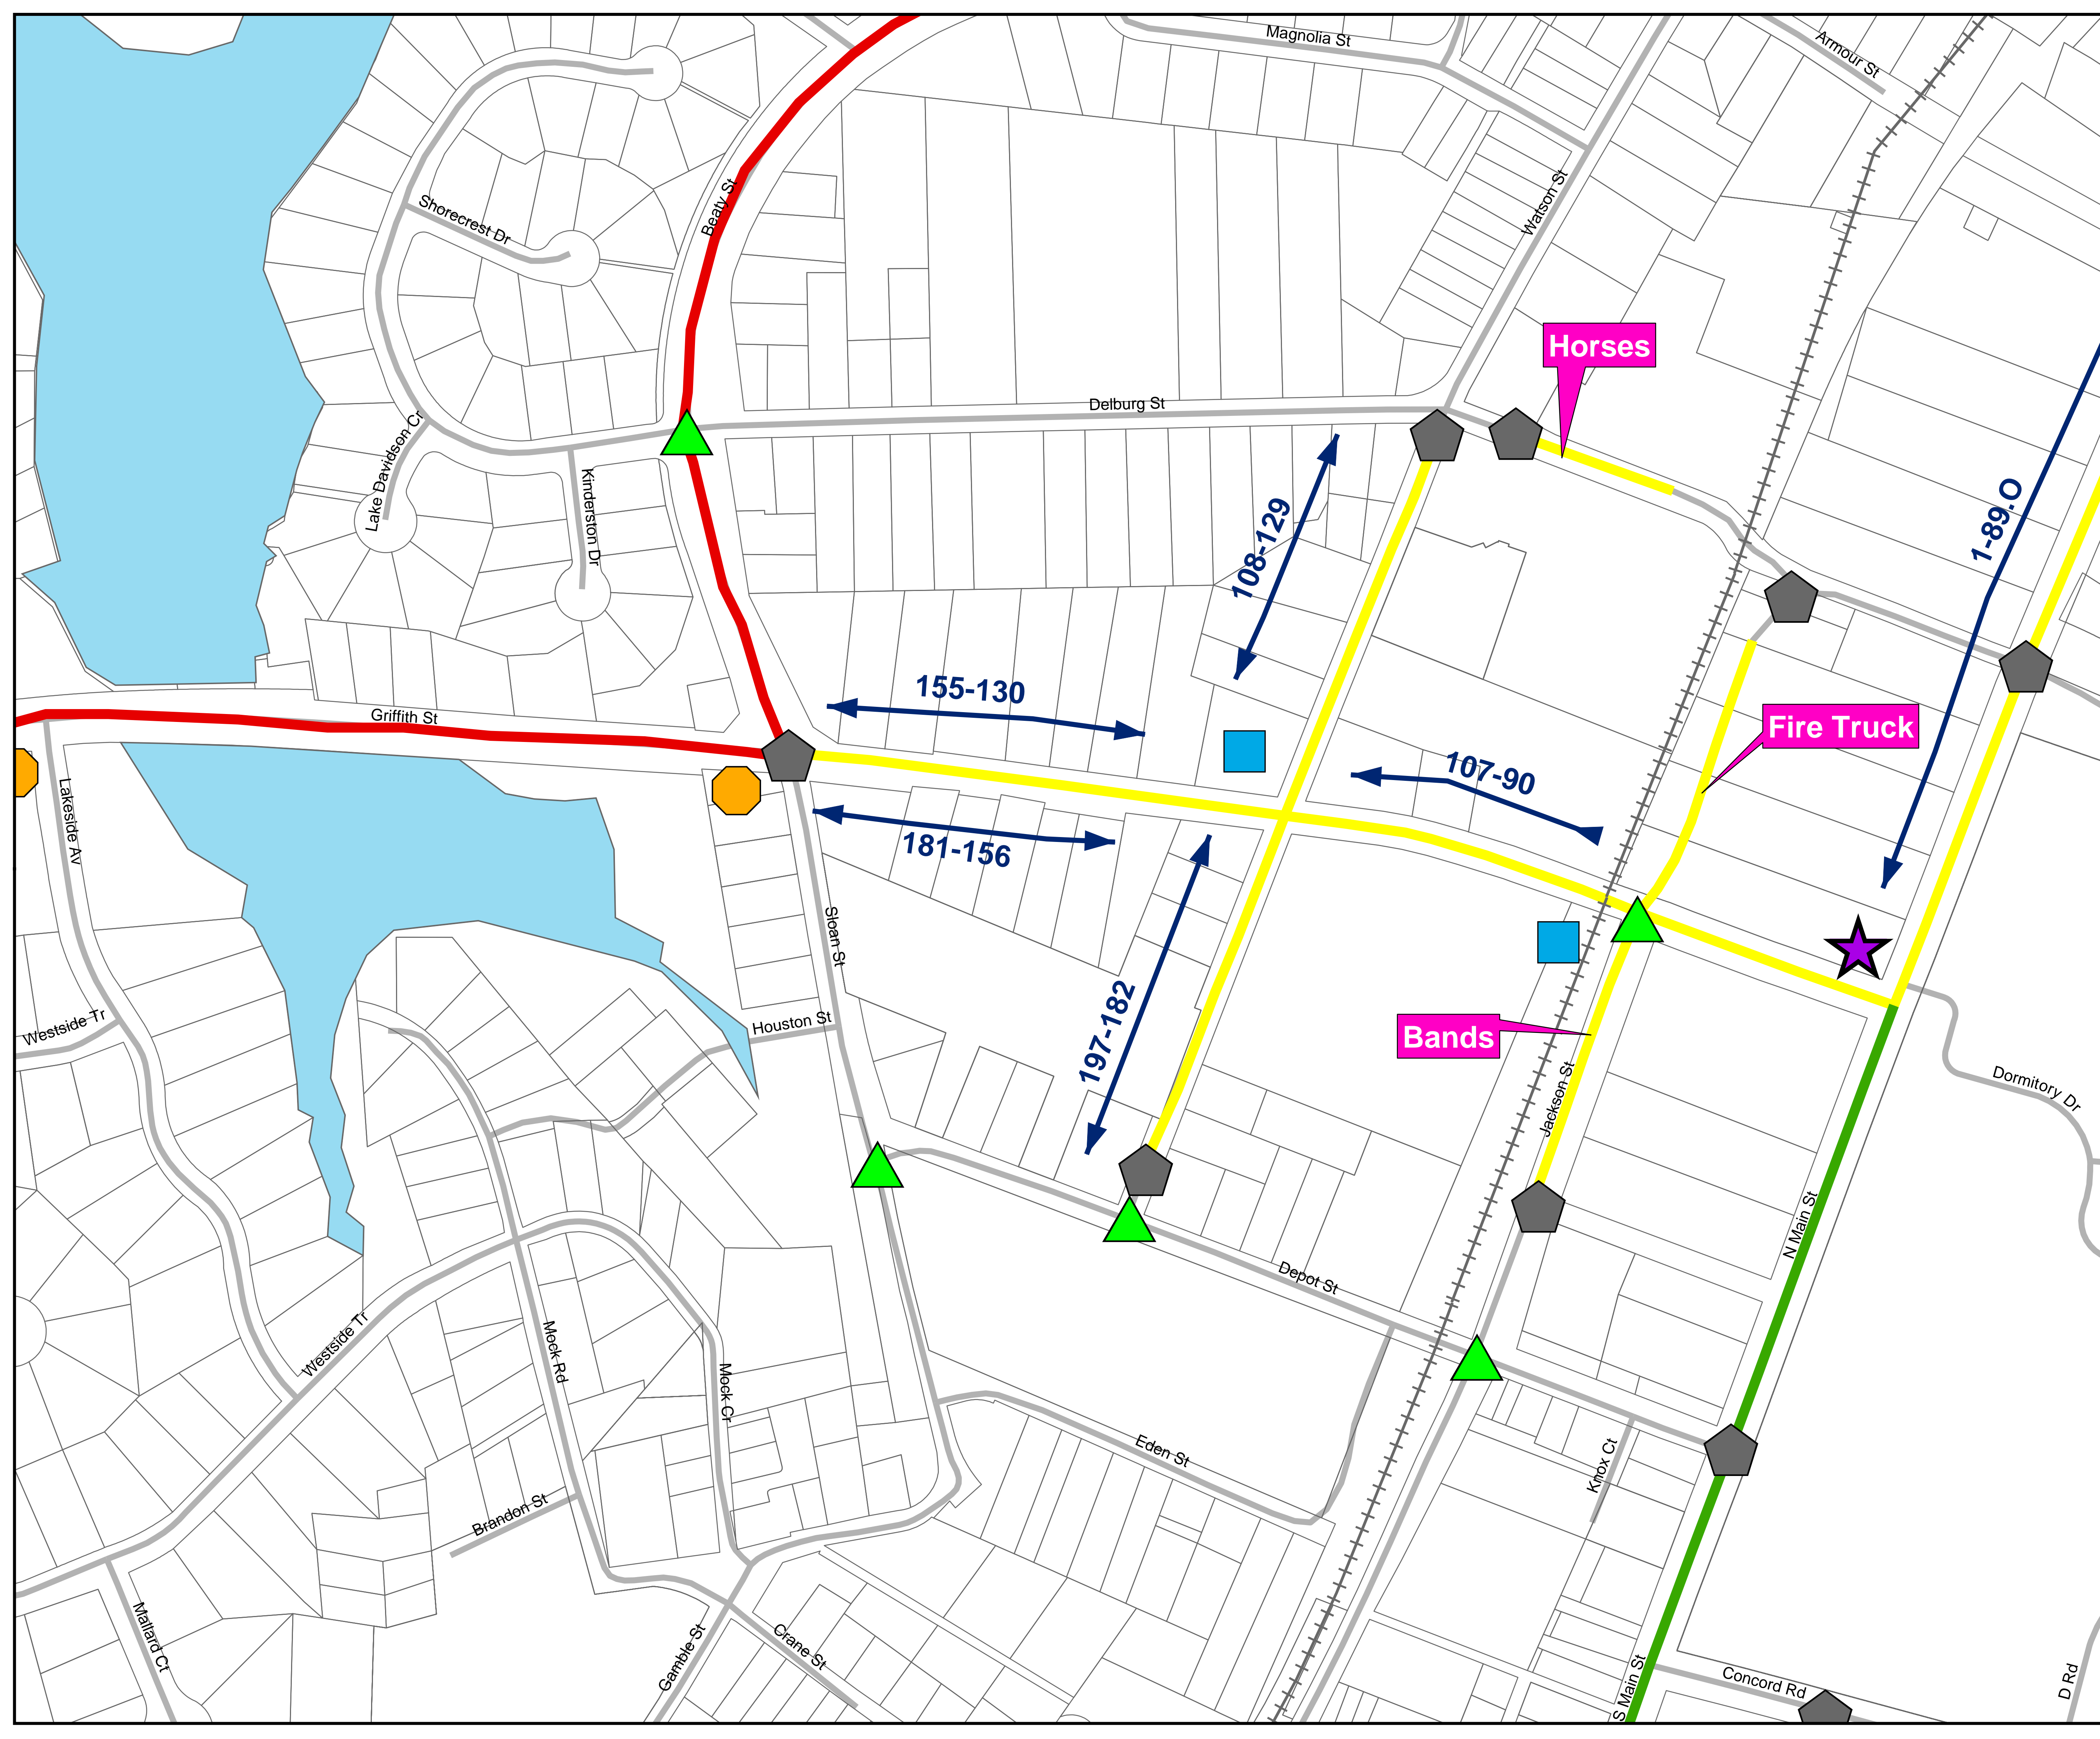 Magnolia St
Armour St
Beaty St
Shorecrest Dr
Watson St
Horses
Delburg St
Lake Davidson Cr
Kinderston Dr
108-129
1-89.O
155-130
Griffith St
Fire Truck
107-90
Lakeside Av
181-156
Sloan St
197-182
Westside Tr
Houston St
Bands
Jackson St
Dormitory Dr
N Main St
Depot St
Westside Tr
Mock Rd
Mock Cr
Eden St
Knox Ct
Brandon St
Mallard Ct
Gamble St
Crane St
S Main St
Concord Rd
D Rd